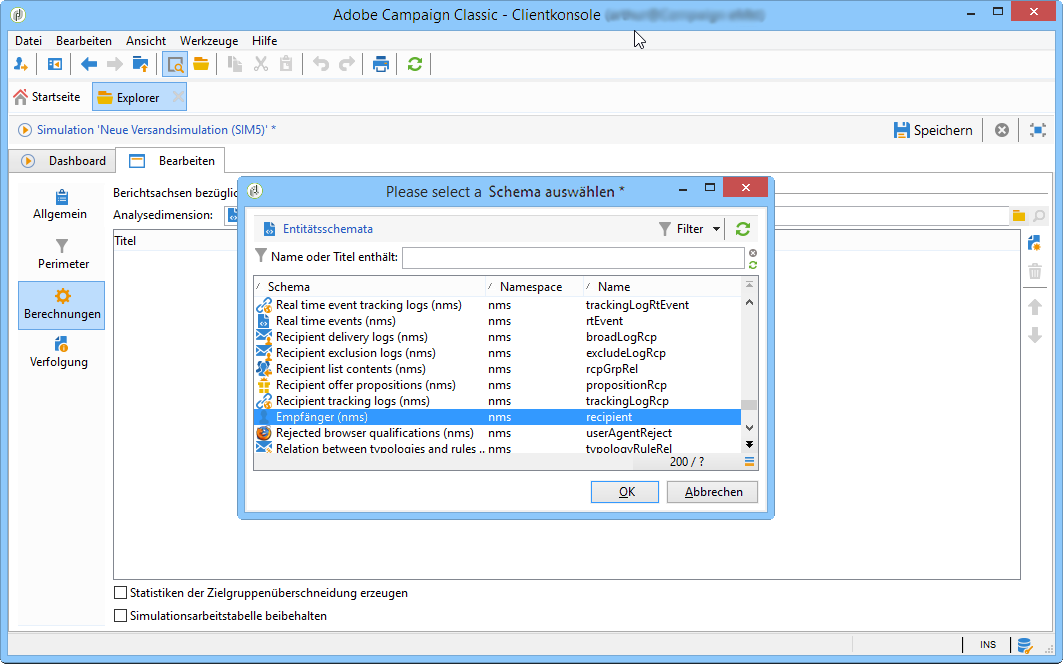 Adobe Campaign Classic - Clientkonsole
Datei Bearbeiten Ansicht Werkzeuge Hilfe
Startseite Explorer
Simulation 'Neue Versandsimulation (SIM5)' * Speichern
Dashboard Bearbeiten
Allgemein
Perimeter
Berechnungen
Verfolgung
Berichtsachsen bezüglic
Analysedimension:
Titel
Please select a Schema auswählen *
Entitätsschemata Filter
Name oder Titel enthält:
Schema Namespace Name
Real time event tracking logs (nms) nms trackingLogRtEvent
Real time events (nms) nms rtEvent
Recipient delivery logs (nms) nms broadLogRcp
Recipient exclusion logs (nms) nms excludeLogRcp
Recipient list contents (nms) nms rcpGrpRel
Recipient offer propositions (nms) nms propositionRcp
Recipient tracking logs (nms) nms trackingLogRcp
Empfänger (nms) nms recipient
Rejected browser qualifications (nms) nms userAgentReject
Relation between typologies and rules .. nms typologyRuleRel
200 / ?
OK Abbrechen
Statistiken der Zielgruppenüberschneidung erzeugen
Simulationsarbeitstabelle beibehalten
INS